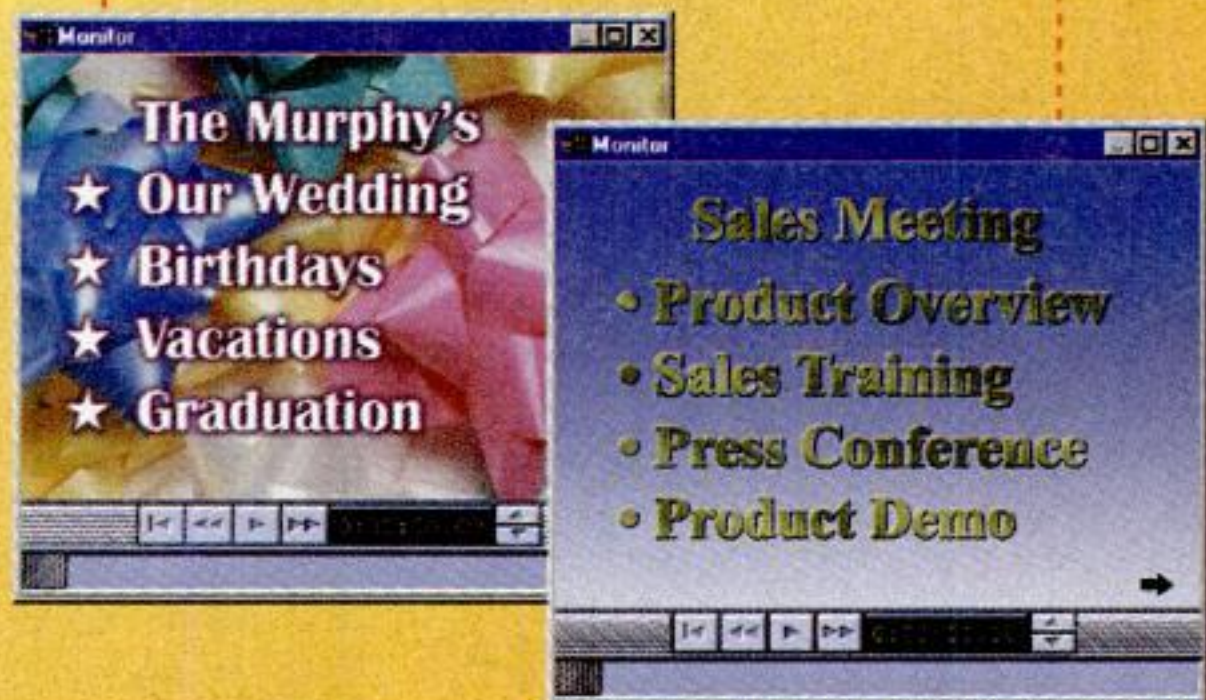 Monitor
The Murphy's
★ Our Wedding
★ Birthdays
★ Vacations
★ Graduation
Monitor
Sales Meeting
• Product Overview
• Sales Training
• Press Conference
• Product Demo